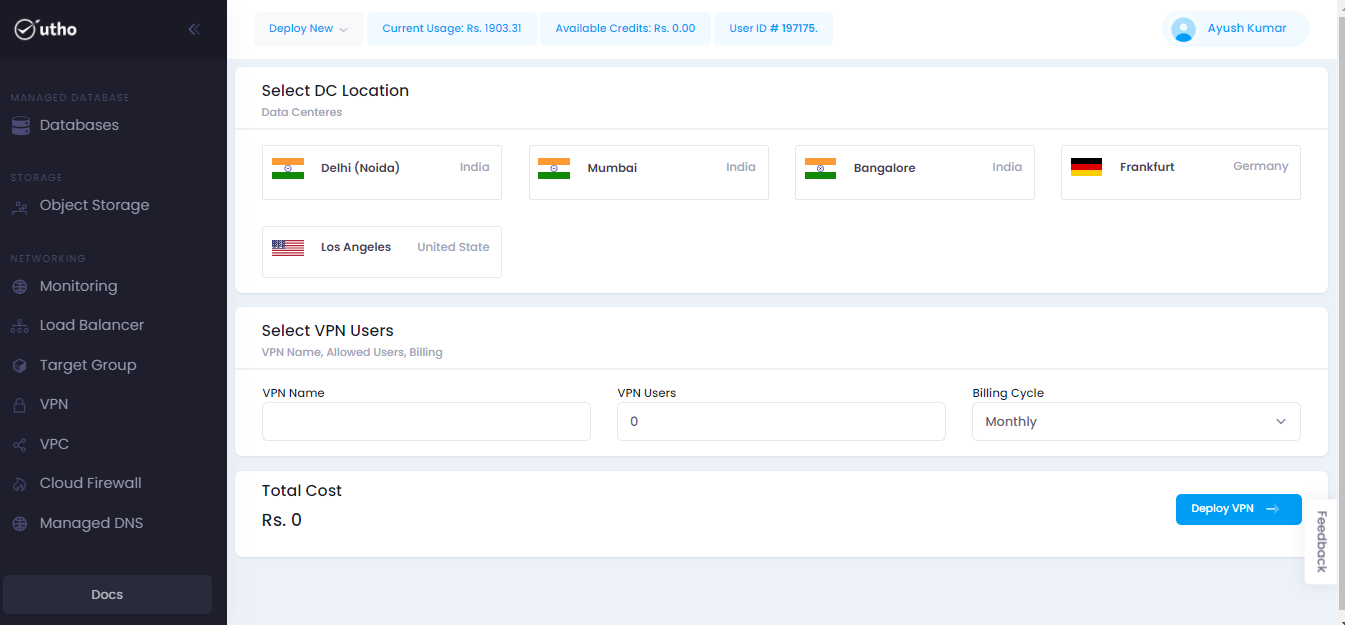 utho
Deploy New
Current Usage: Rs. 1903.31
Available Credits: Rs. 0.00
User ID # 197175.
Ayush Kumar
MANAGED DATABASE
Databases
STORAGE
Object Storage
NETWORKING
Monitoring
Load Balancer
Target Group
VPN
VPC
Cloud Firewall
Managed DNS
Docs
Select DC Location
Data Centeres
Delhi (Noida) India
Mumbai India
Bangalore India
Frankfurt Germany
Los Angeles United State
Select VPN Users
VPN Name, Allowed Users, Billing
VPN Name
VPN Users
0
Billing Cycle
Monthly
Total Cost
Rs. 0
Deploy VPN
Feedback